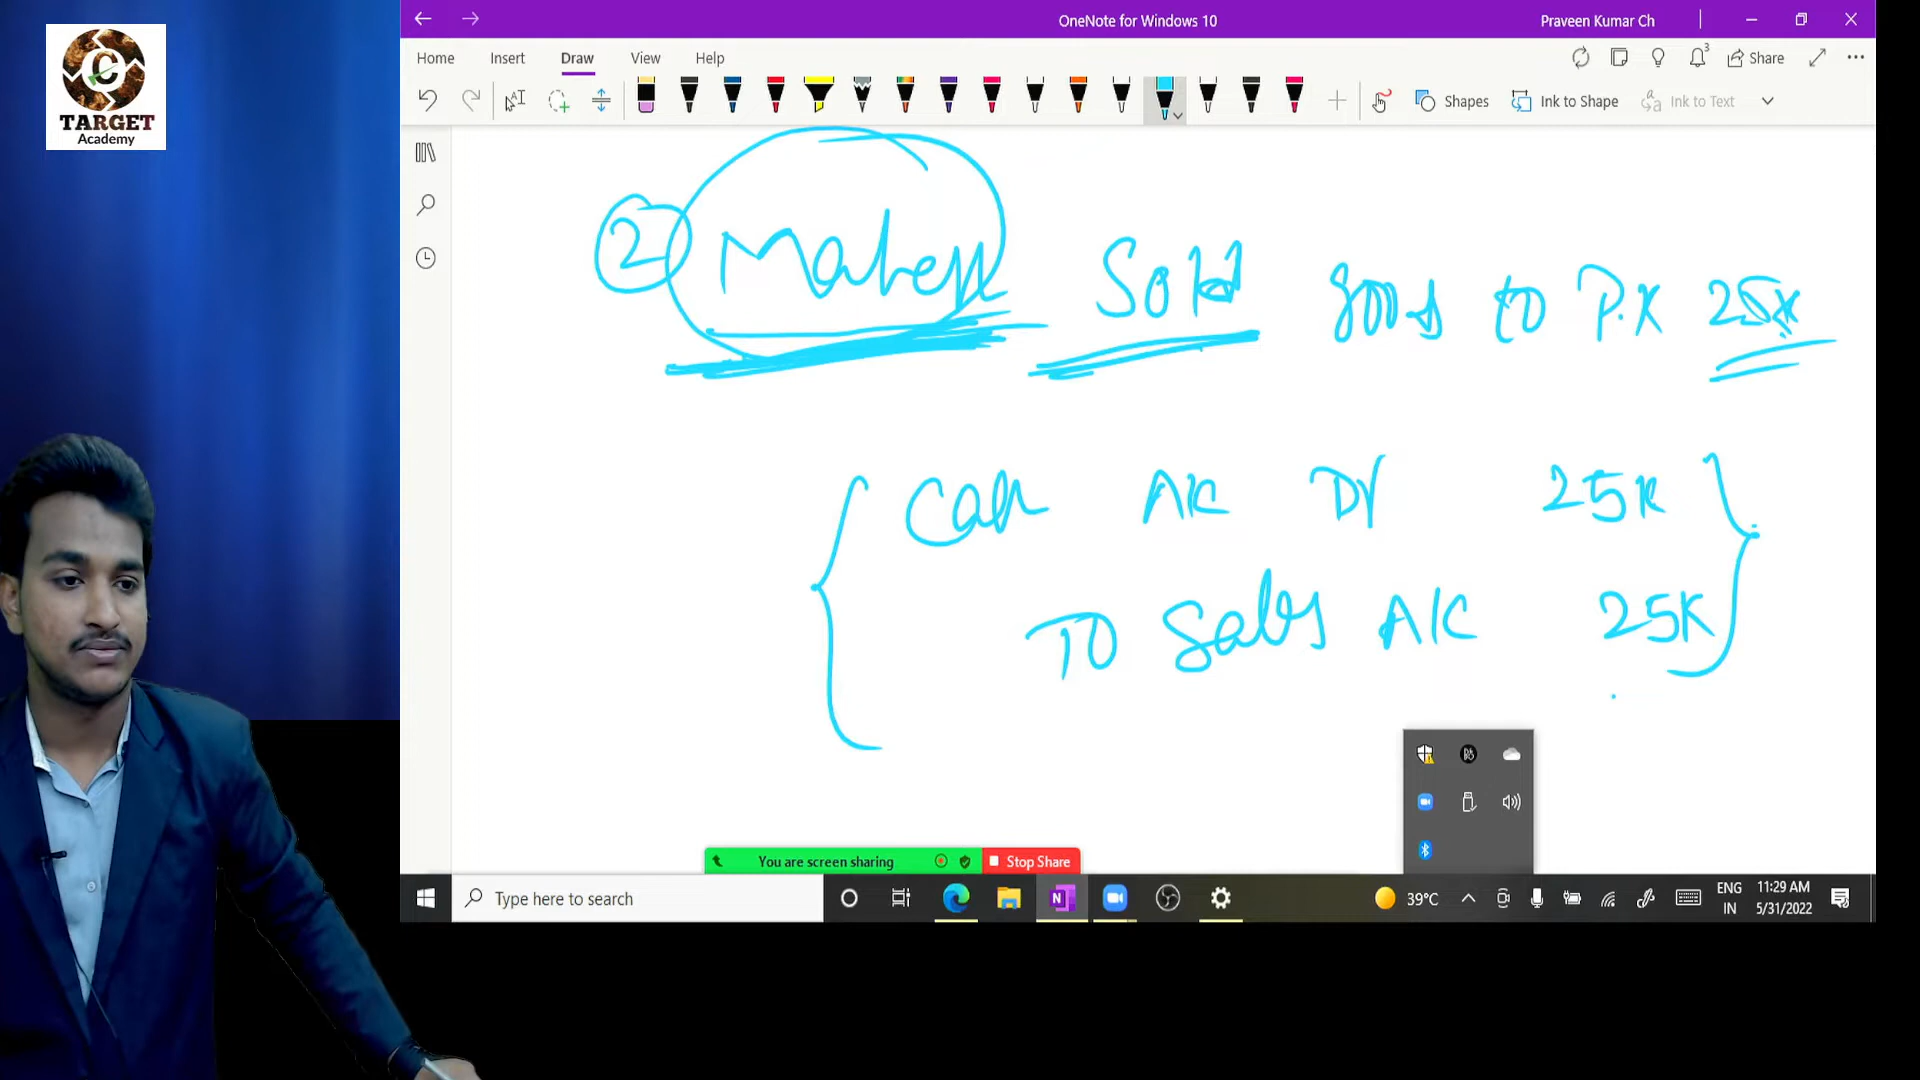 C
TARGET
Academy
OneNote for Windows 10
Praveen Kumar Ch
Home Insert Draw View Help
3
Share
Shapes
Ink to Shape
Ink to Text
2 Mahesh Sold goods to P.K 25K
Cash A/C Dr 25K
To Sales A/C 25K
You are screen sharing
Stop Share
Type here to search
N
39°C
ENG
IN
11:29 AM
5/31/2022